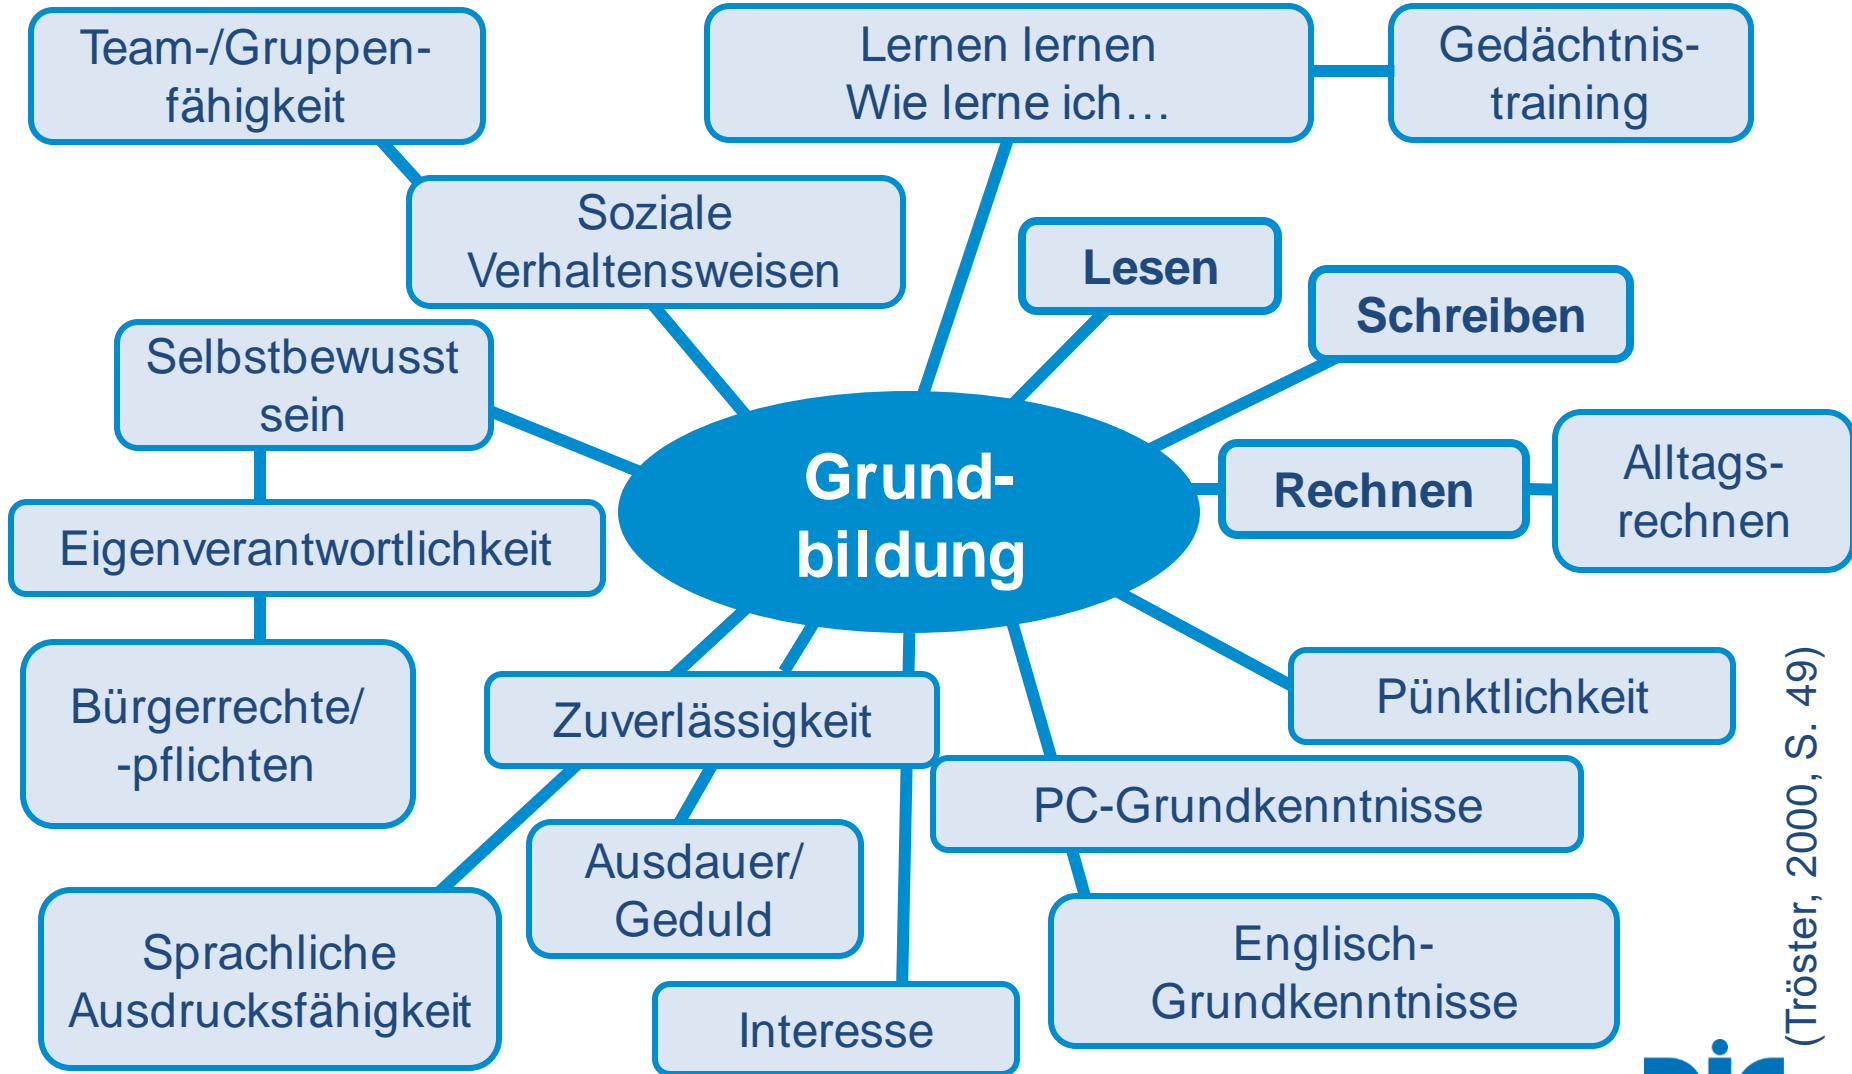 Team-/Gruppen-
fähigkeit
Lernen lernen
Wie lerne ich…
Gedächtnis-
training
Soziale
Verhaltensweisen
Lesen
Schreiben
Selbstbewusst
sein
Grund-
bildung
Rechnen
Alltags-
rechnen
Eigenverantwortlichkeit
Bürgerrechte/
-pflichten
Zuverlässigkeit
Pünktlichkeit
PC-Grundkenntnisse
Ausdauer/
Geduld
Sprachliche
Ausdrucksfähigkeit
Englisch-
Grundkenntnisse
Interesse
(Tröster, 2000, S. 49)